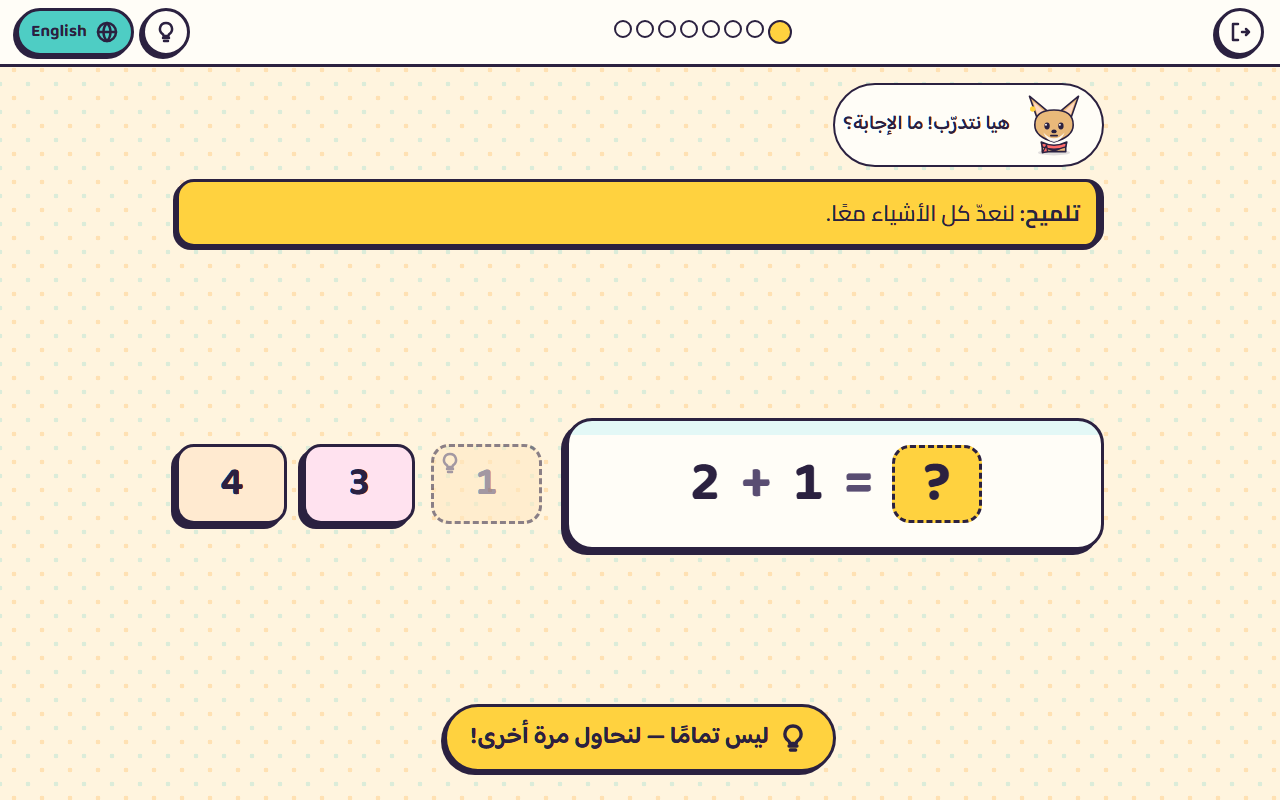 English
هيا نتدرّب! ما الإجابة؟
تلميح: لنعدّ كل الأشياء معًا.
2 + 1 = ?
1
3
4
ليس تمامًا – لنحاول مرة أخرى!